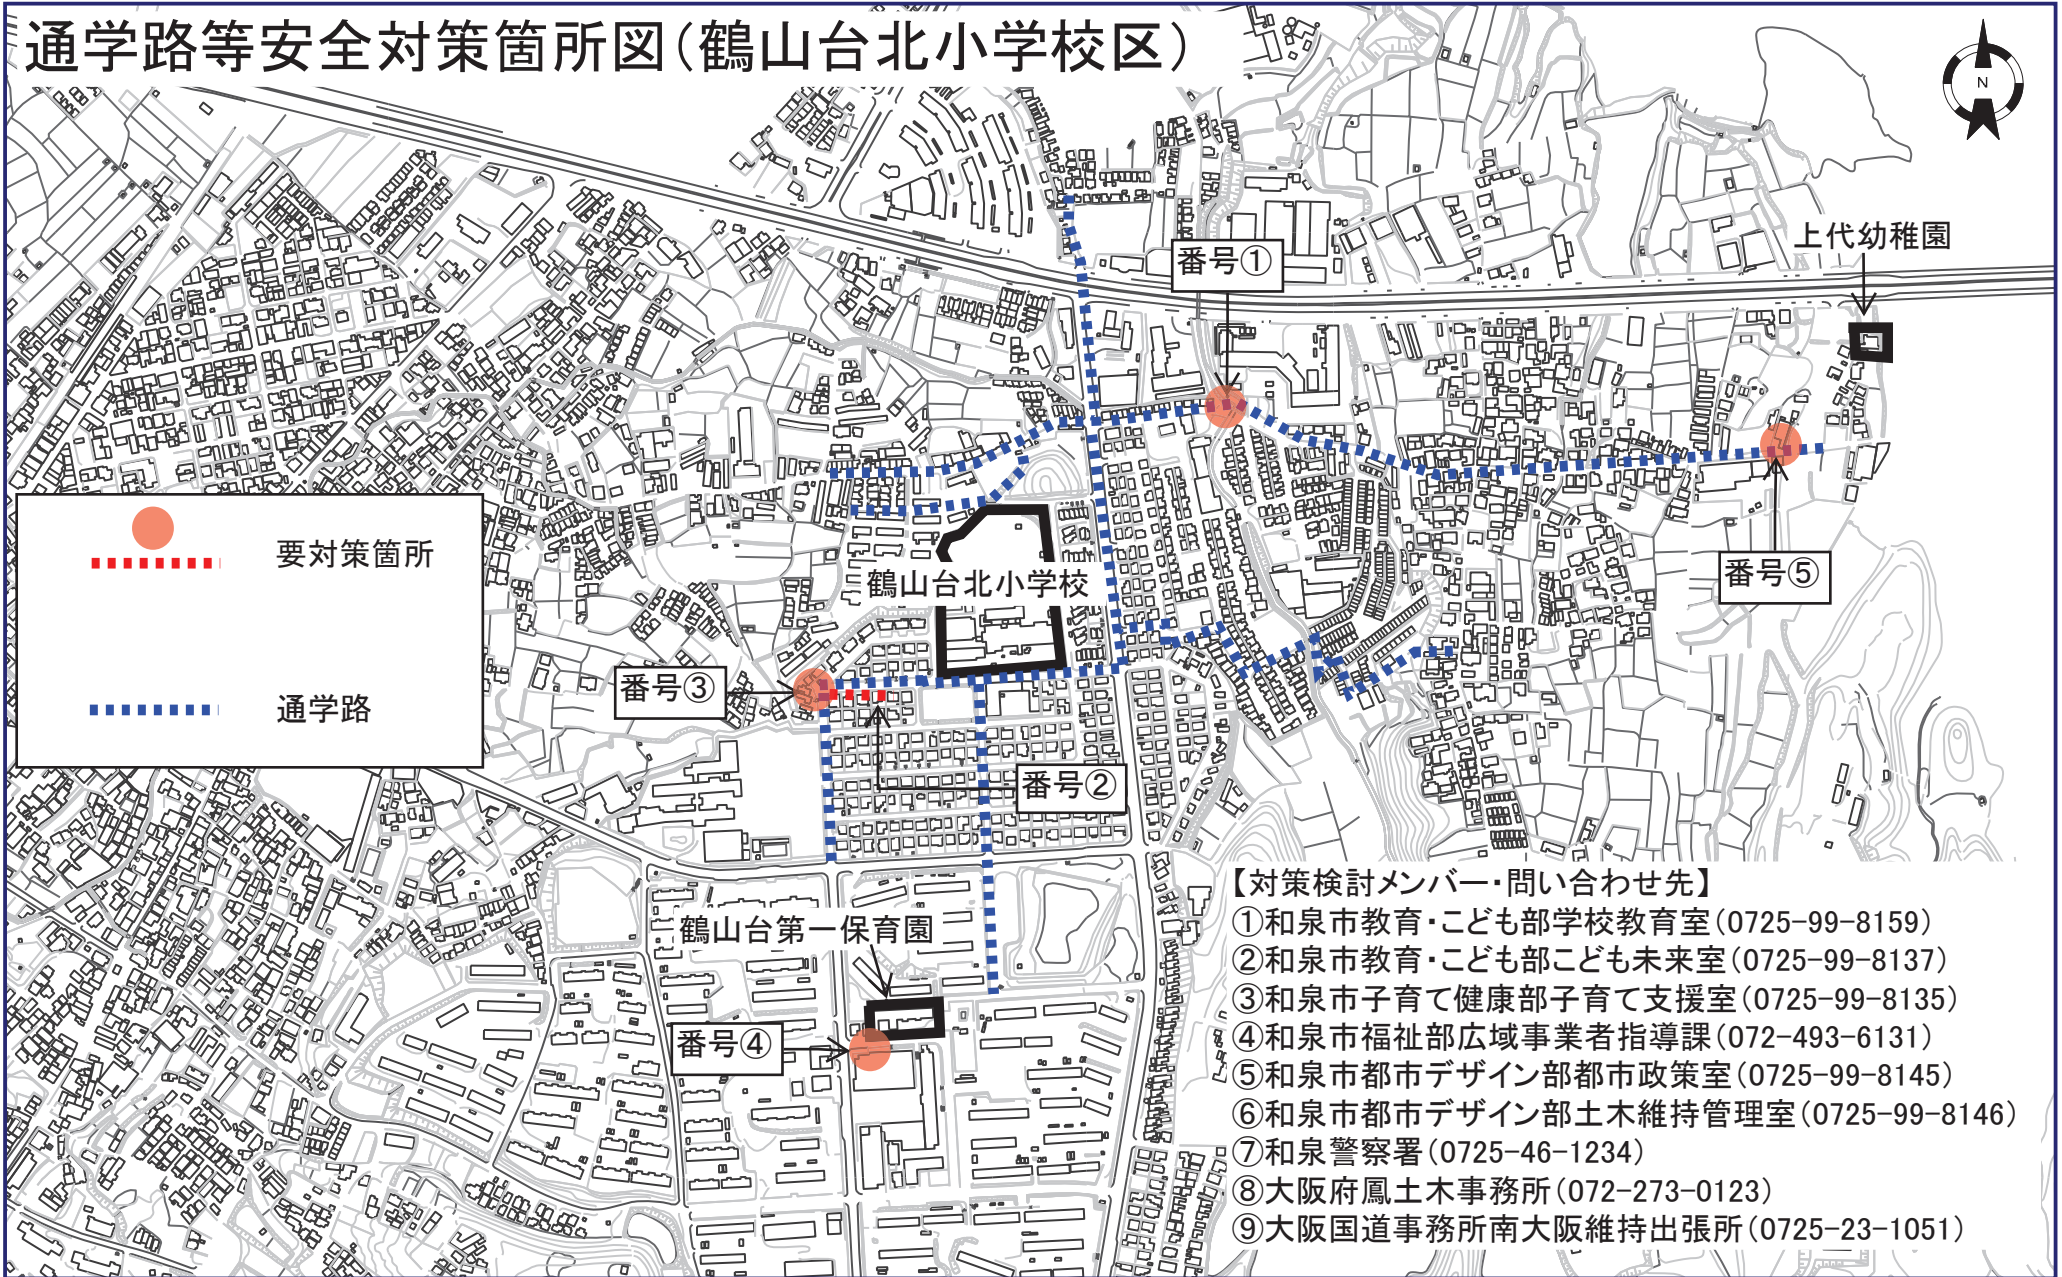 通学路等安全対策箇所図(鶴山台北小学校区)
N
上代幼稚園
番号①
要対策箇所
通学路
鶴山台北小学校
番号⑤
番号③
番号②
鶴山台第一保育園
番号④
【対策検討メンバー・問い合わせ先】
①和泉市教育・こども部学校教育室(0725-99-8159)
②和泉市教育・こども部こども未来室(0725-99-8137)
③和泉市子育て健康部子育て支援室(0725-99-8135)
④和泉市福祉部広域事業者指導課(072-493-6131)
⑤和泉市都市デザイン部都市政策室(0725-99-8145)
⑥和泉市都市デザイン部土木維持管理室(0725-99-8146)
⑦和泉警察署(0725-46-1234)
⑧大阪府鳳土木事務所(072-273-0123)
⑨大阪国道事務所南大阪維持出張所(0725-23-1051)